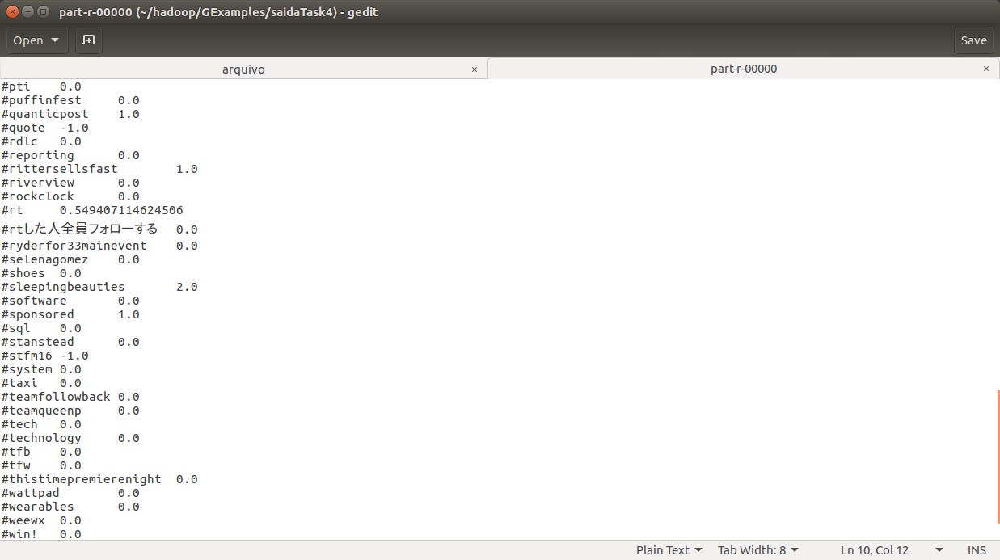 part-r-00000 (~/hadoop/GExamples/saidaTask4) - gedit
Open Save
arquivo × part-r-00000 ×
#pti 0.0
#puffinfest 0.0
#quanticpost 1.0
#quote -1.0
#rdlc 0.0
#reporting 0.0
#rittersellsfast 1.0
#riverview 0.0
#rockclock 0.0
#rt 0.549407114624506
#rtした人全員フォローする 0.0
#ryderfor33mainevent 0.0
#selenagomez 0.0
#shoes 0.0
#sleepingbeauties 2.0
#software 0.0
#sponsored 1.0
#sql 0.0
#stanstead 0.0
#stfm16 -1.0
#system 0.0
#taxi 0.0
#teamfollowback 0.0
#teamqueenp 0.0
#tech 0.0
#technology 0.0
#tfb 0.0
#tfw 0.0
#thistimepremierenight 0.0
#wattpad 0.0
#wearables 0.0
#weewx 0.0
#win! 0.0
Plain Text Tab Width: 8 Ln 10, Col 12 INS